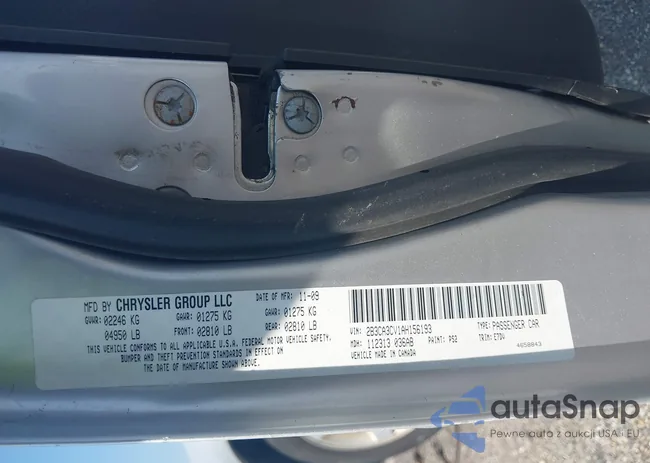 MFD BY CHRYSLER GROUP LLC DATE OF MFR: 11-09
GVWR: 02246 KG GAWR: 01275 KG GAWR: 01275 KG
04950 LB FRONT: 02810 LB REAR: 02810 LB
THIS VEHICLE CONFORMS TO ALL APPLICABLE U.S.A. FEDERAL MOTOR VEHICLE SAFETY,
BUMPER AND THEFT PREVENTION STANDARDS IN EFFECT ON THE
DATE OF MANUFACTURE SHOWN ABOVE.
VIN: 2B3CA3CV1AH156193 TYPE: PASSENGER CAR
MDH: 112313 036AB PAINT: PS2 TRIM: ETDV
VEHICLE MADE IN CANADA 4658843
autaSnap
Pewne auta z aukcji USA i EU